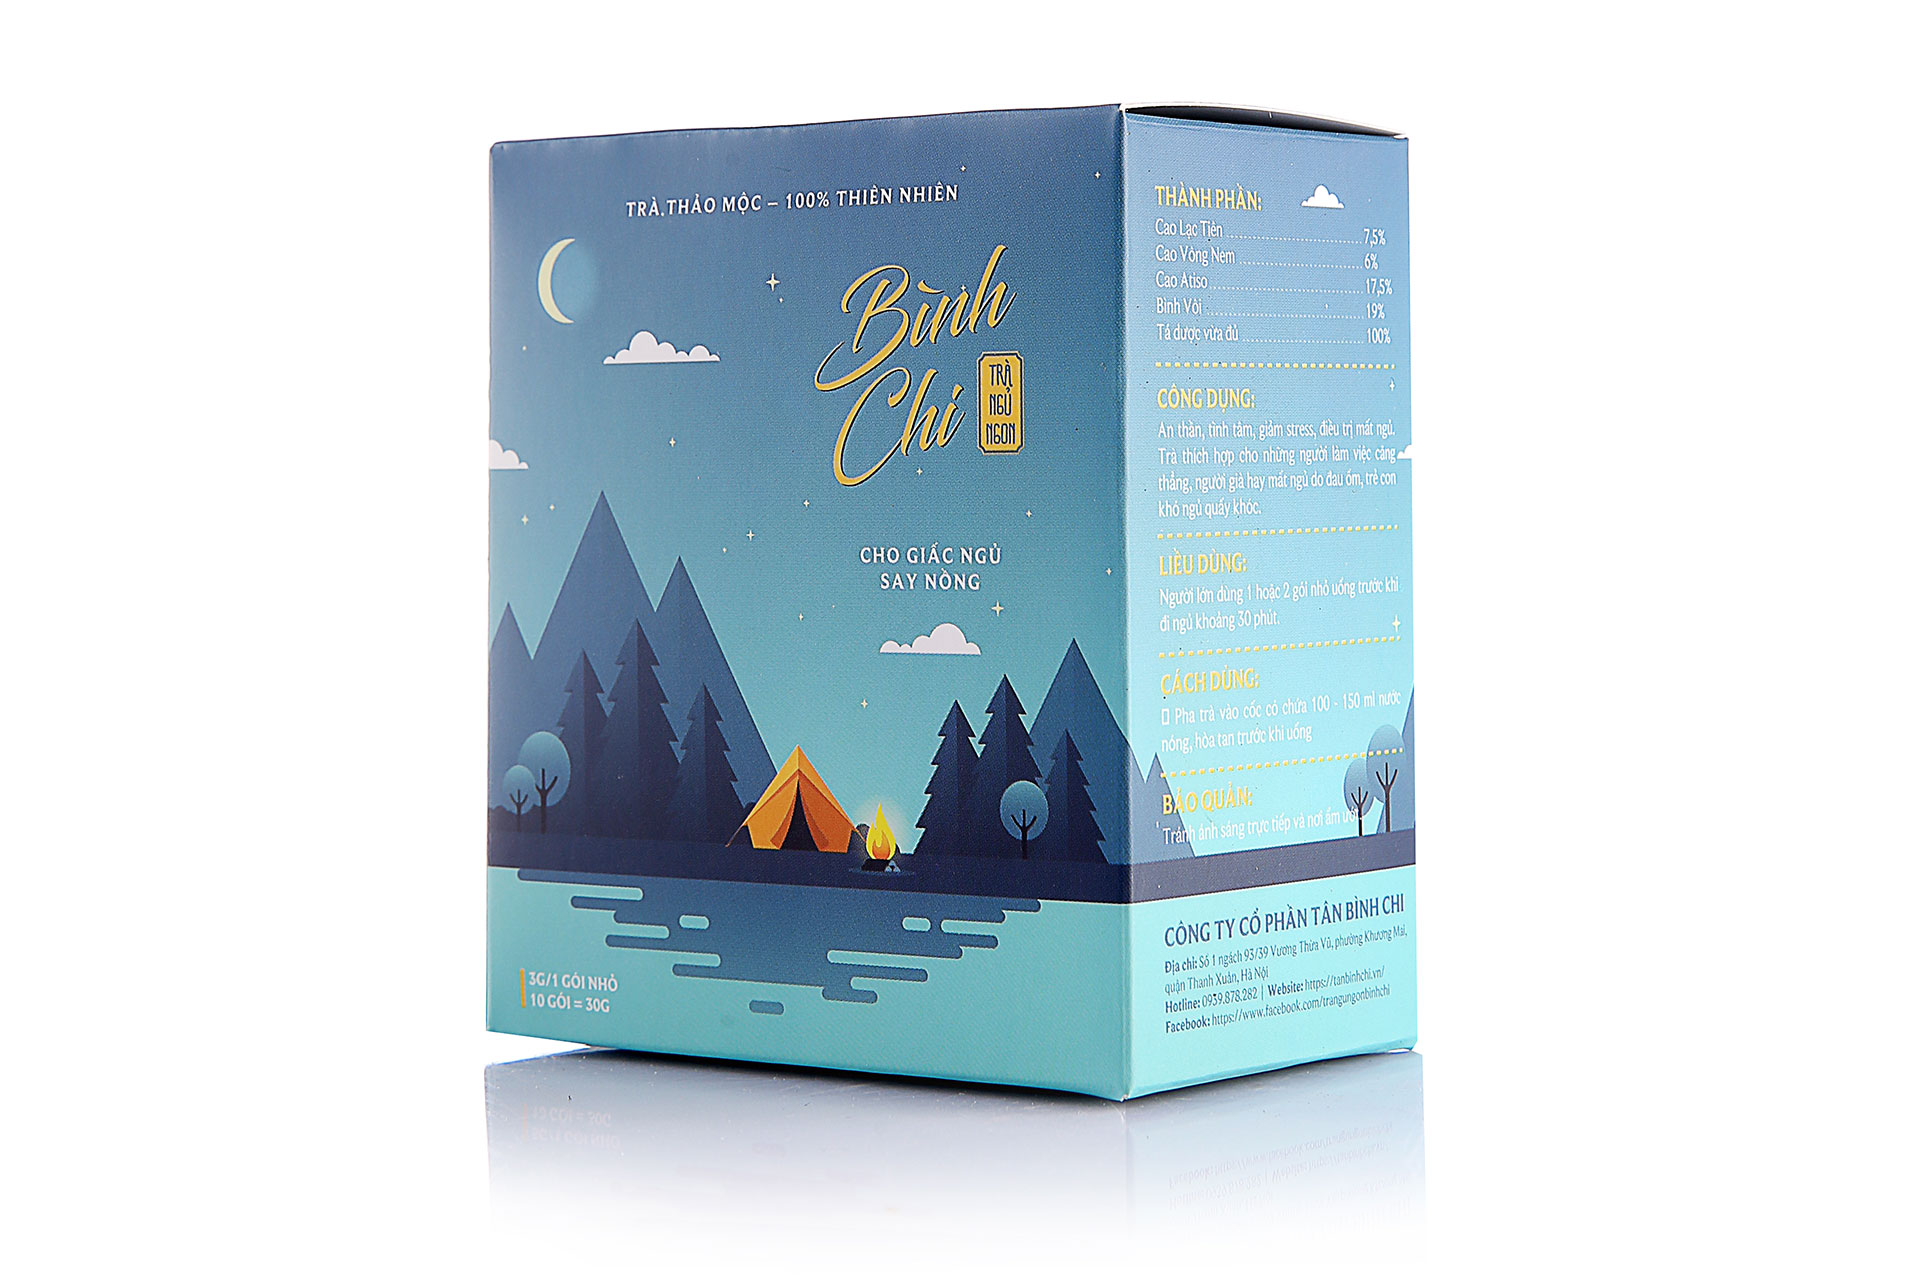 TRÀ THẢO MỘC – 100% THIÊN NHIÊN
Bình
Chi
TRÀ
NGỦ
NGON
CHO GIẤC NGỦ
SAY NỒNG
3G/1 GÓI NHỎ
10 GÓI = 30G
THÀNH PHẦN:
Cao Lạc Tiên ........ 7,5%
Cao Vông Nem ........ 6%
Cao Atiso ........ 17,5%
Bình Vôi ........ 19%
Tá dược vừa đủ ........ 100%
CÔNG DỤNG:
An thần, tĩnh tâm, giảm stress, điều trị mất ngủ.
Trà thích hợp cho những người làm việc căng
thẳng, người già hay mất ngủ do đau ốm, trẻ con
khó ngủ quấy khóc.
LIỀU DÙNG:
Người lớn dùng 1 hoặc 2 gói nhỏ uống trước khi
đi ngủ khoảng 30 phút.
CÁCH DÙNG:
Pha trà vào cốc có chứa 100 - 150 ml nước
nóng, hòa tan trước khi uống
BẢO QUẢN:
Tránh ánh sáng trực tiếp và nơi ẩm ướt.
CÔNG TY CỔ PHẦN TÂN BÌNH CHI
Địa chỉ: Số 1 ngách 93/39 Vương Thừa Vũ, phường Khương Mai,
quận Thanh Xuân, Hà Nội
Hotline: 0939.878.282 | Website: https://tanbinhchi.vn/
Facebook: https://www.facebook.com/trangungonbinhchi